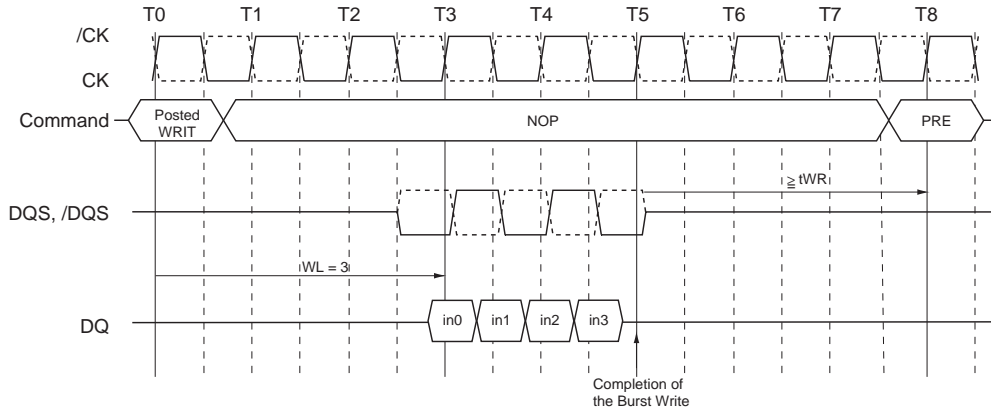 T0 T1 T2 T3 T4 T5 T6 T7 T8
/CK
CK
Command
Posted
WRIT
NOP
PRE
≧ tWR
DQS, /DQS
WL = 3
DQ
in0 in1 in2 in3
Completion of
the Burst Write